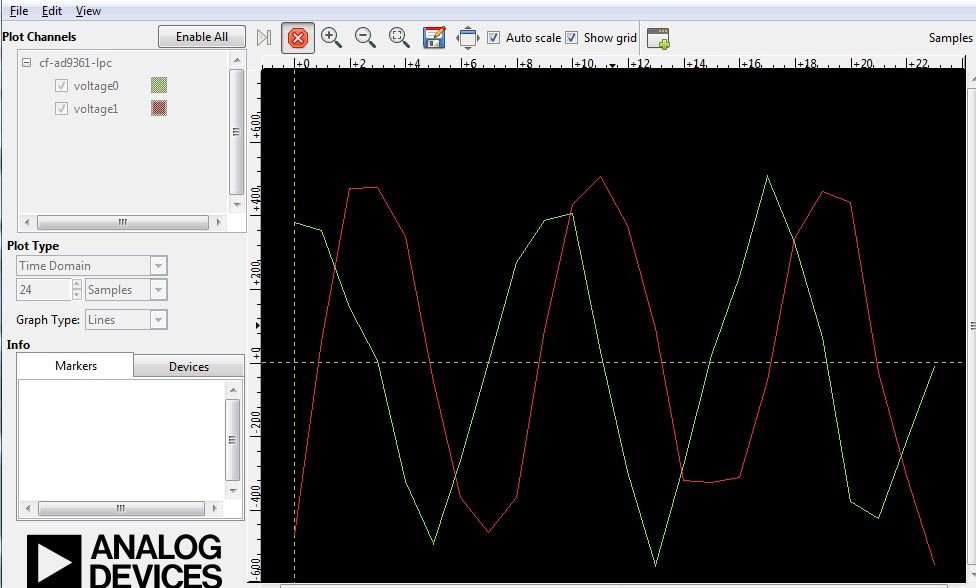 File Edit View
Plot Channels
Enable All
Auto scale
Show grid
Samples
cf-ad9361-lpc
voltage0
voltage1
Plot Type
Time Domain
24
Samples
Graph Type:
Lines
Info
Markers
Devices
ANALOG
DEVICES
+0 +2 +4 +6 +8 +10 +12 +14 +16 +18 +20 +22
+600
+400
+200
+0
-200
-400
-600